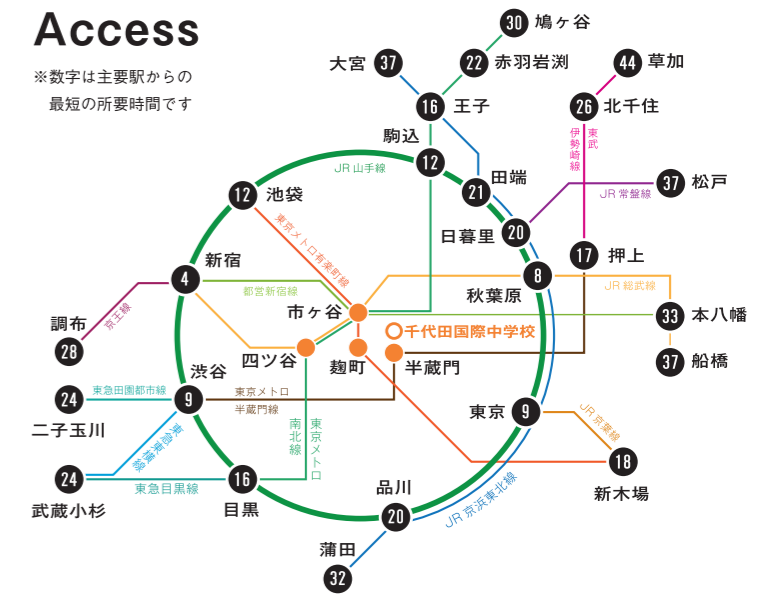 Access
※数字は主要駅からの
最短の所要時間です
30 鳩ヶ谷
大宮 37
22 赤羽岩渕
44 草加
16 王子
26 北千住
駒込
12
東武
伊勢崎線
JR 山手線
田端
21
37 松戸
JR 常盤線
12 池袋
東京メトロ有楽町線
日暮里 20
新宿
4
17 押上
8
秋葉原
JR 総武線
都営新宿線
京王線
市ヶ谷
33 本八幡
調布
28
千代田国際中学校
四ツ谷
麹町
半蔵門
37 船橋
渋谷
9
東急田園都市線
24
二子玉川
東京メトロ
半蔵門線
東京 9
JR 京葉線
東急東横線
東京メトロ
南北線
18
新木場
24
武蔵小杉
東急目黒線
16
目黒
品川
20
JR 京浜東北線
蒲田
32